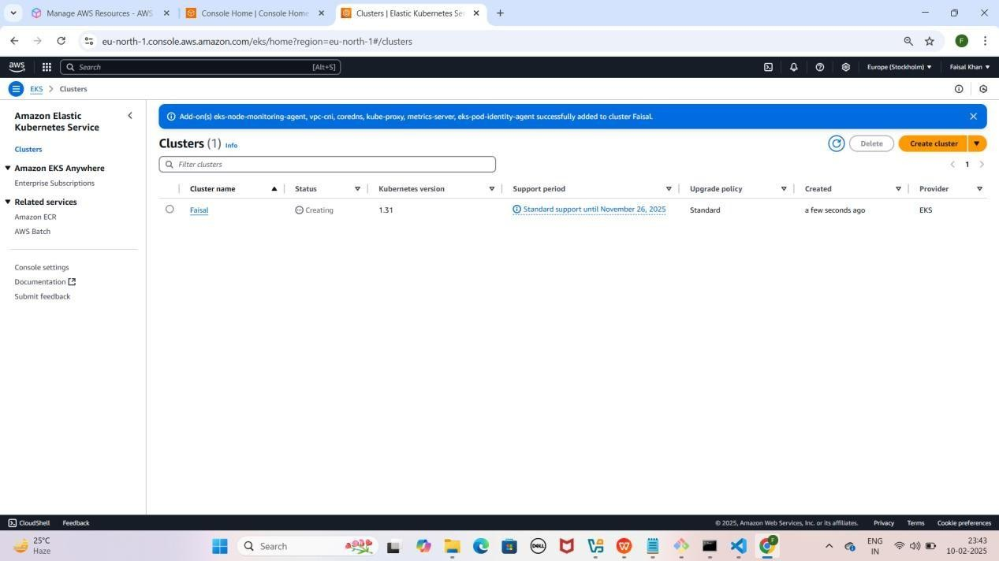 Manage AWS Resources - AWS
Console Home | Console Home
Clusters | Elastic Kubernetes Ser
eu-north-1.console.aws.amazon.com/eks/home?region=eu-north-1#/clusters
F
aws
Search
[Alt+S]
Europe (Stockholm)
Faisal Khan
EKS
Clusters
Amazon Elastic
Kubernetes Service
Clusters
Amazon EKS Anywhere
Enterprise Subscriptions
Related services
Amazon ECR
AWS Batch
Console settings
Documentation
Submit feedback
Add-on(s) eks-node-monitoring-agent, vpc-cni, coredns, kube-proxy, metrics-server, eks-pod-identity-agent successfully added to cluster Faisal.
Clusters (1) Info
Delete
Create cluster
Filter clusters
1
Cluster name Status Kubernetes version Support period Upgrade policy Created Provider
Faisal Creating 1.31 Standard support until November 26, 2025 Standard a few seconds ago EKS
CloudShell Feedback
© 2025, Amazon Web Services, Inc. or its affiliates. Privacy Terms Cookie preferences
25°C
Haze
Search
DELL
F
ENG
IN
23:43
10-02-2025